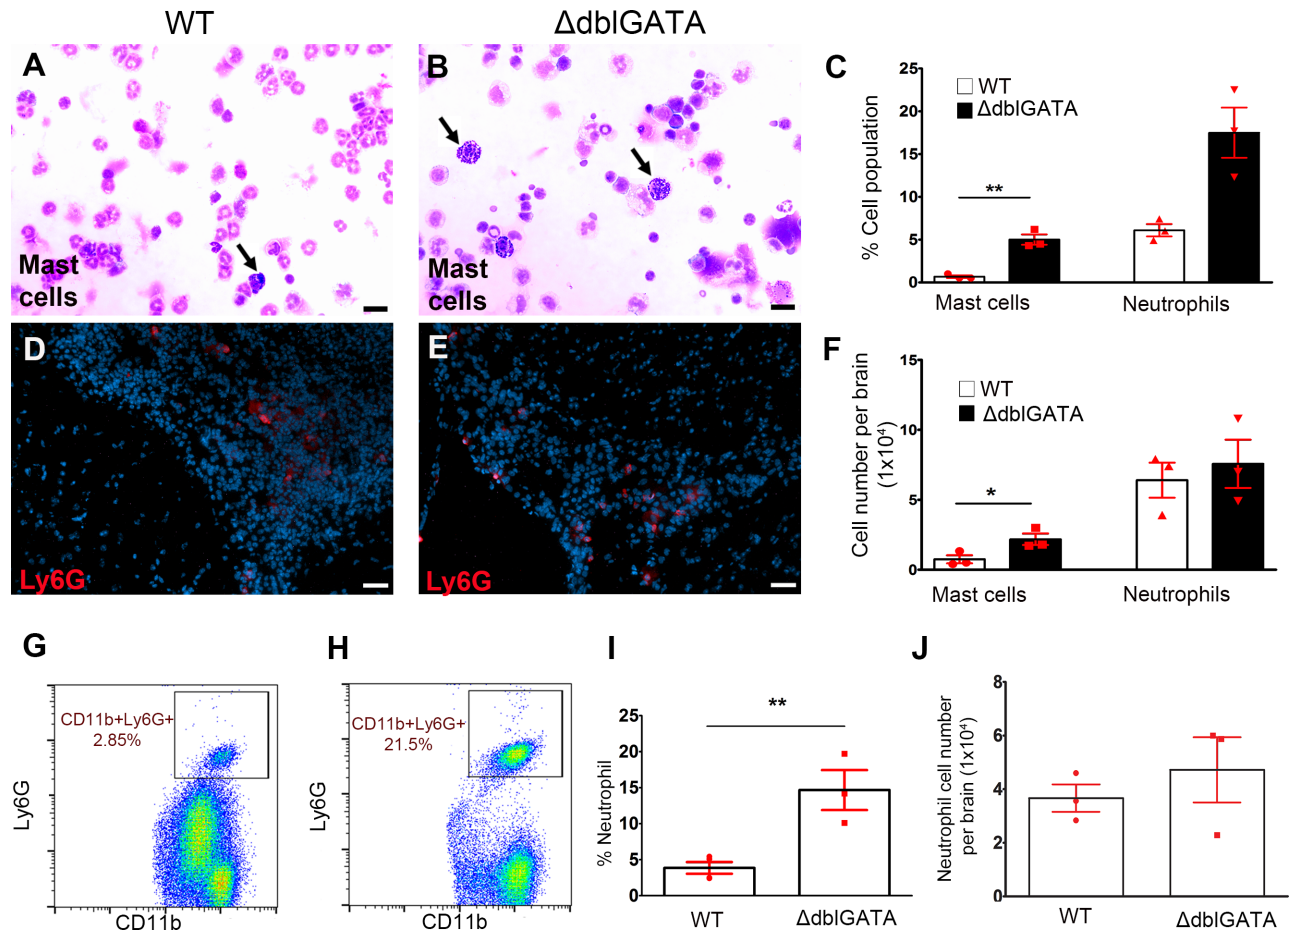 WT
ΔdblGATA
A
Mast
cells
B
Mast
cells
C
% Cell population
25
20
15
10
5
0
WT
ΔdblGATA
**
Mast cells
Neutrophils
D
Ly6G
E
Ly6G
F
Cell number per brain
(1x10⁴)
15
10
5
0
WT
ΔdblGATA
*
Mast cells
Neutrophils
G
CD11b+Ly6G+
2.85%
Ly6G
CD11b
H
CD11b+Ly6G+
21.5%
Ly6G
CD11b
I
% Neutrophil
25
20
15
10
5
0
**
WT
ΔdblGATA
J
Neutrophil cell number
per brain (1x10⁴)
8
6
4
2
0
WT
ΔdblGATA